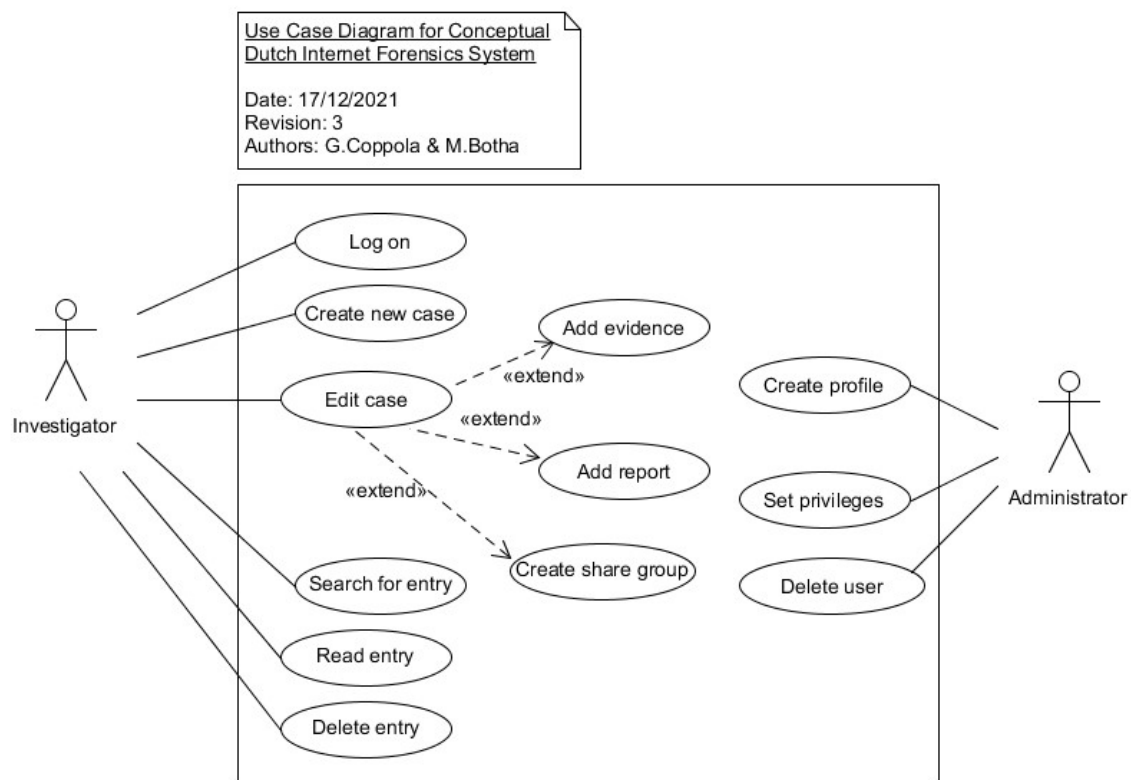 Use Case Diagram for Conceptual
Dutch Internet Forensics System
Date: 17/12/2021
Revision: 3
Authors: G.Coppola & M.Botha
Log on
Create new case
Add evidence
«extend»
Edit case
Create profile
Investigator
«extend»
Add report
«extend»
Set privileges
Administrator
Search for entry
Create share group
Delete user
Read entry
Delete entry